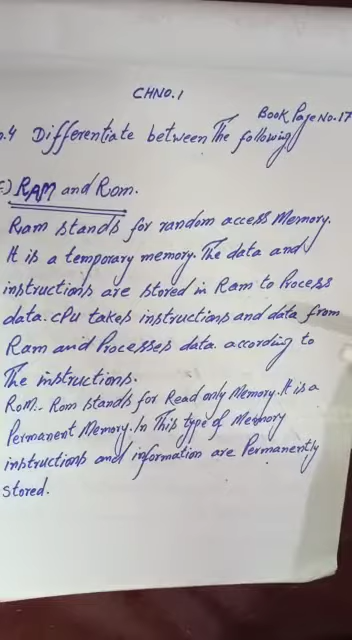 CHNO.1
Book Page No.17
.4 Differentiate between The following
) RAM and Rom.
Ram stands for random access Memory.
It is a temporary memory. The data and
instructions are stored in Ram to Process
data. CPU takes instructions and data from
Ram and Processes data according to
The instructions.
ROM.. Rom stands for Read only Memory. It is a
Permanent Memory. In This type of Memory
instructions and information are Permanently
stored.